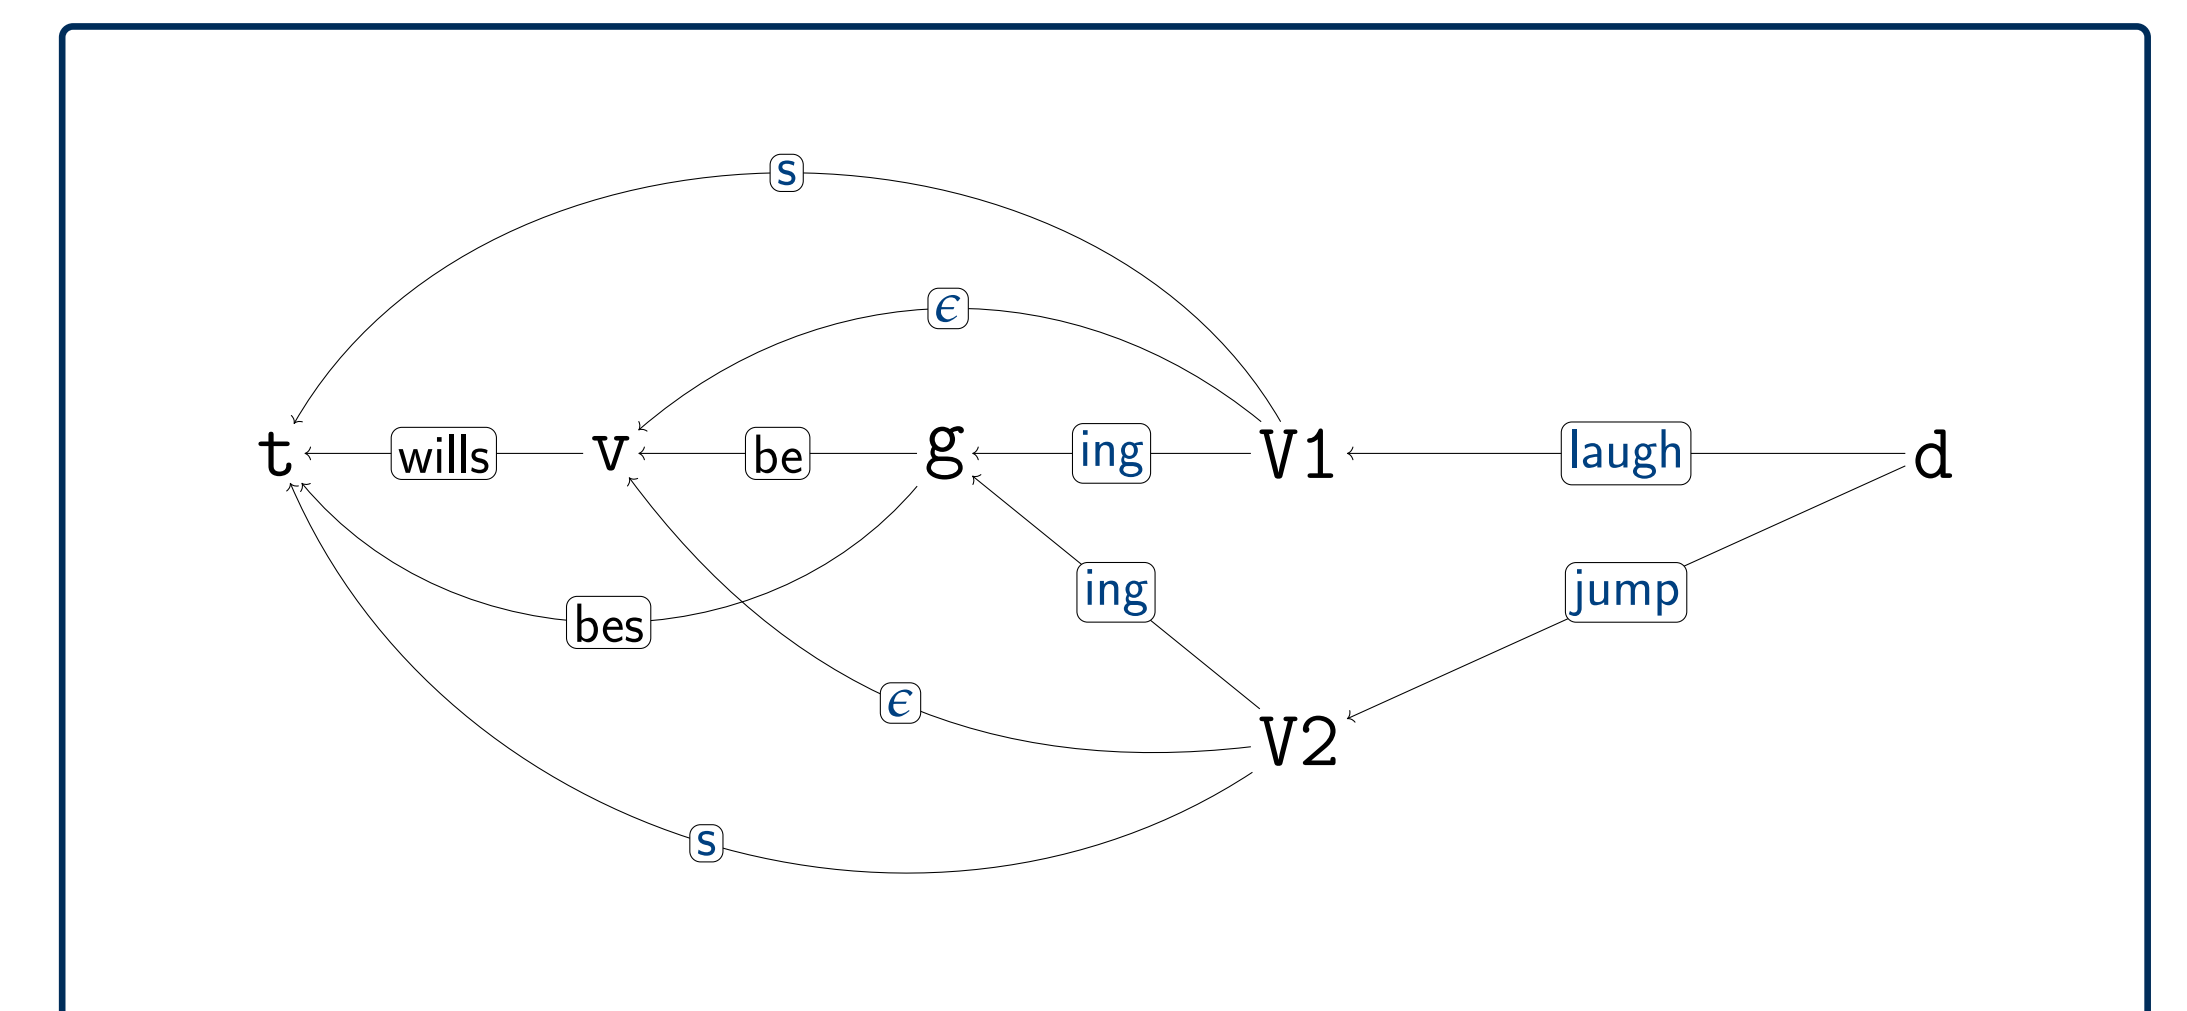 s
ϵ
t wills v be g ing V1 laugh d
ing jump
bes
ϵ
V2
s